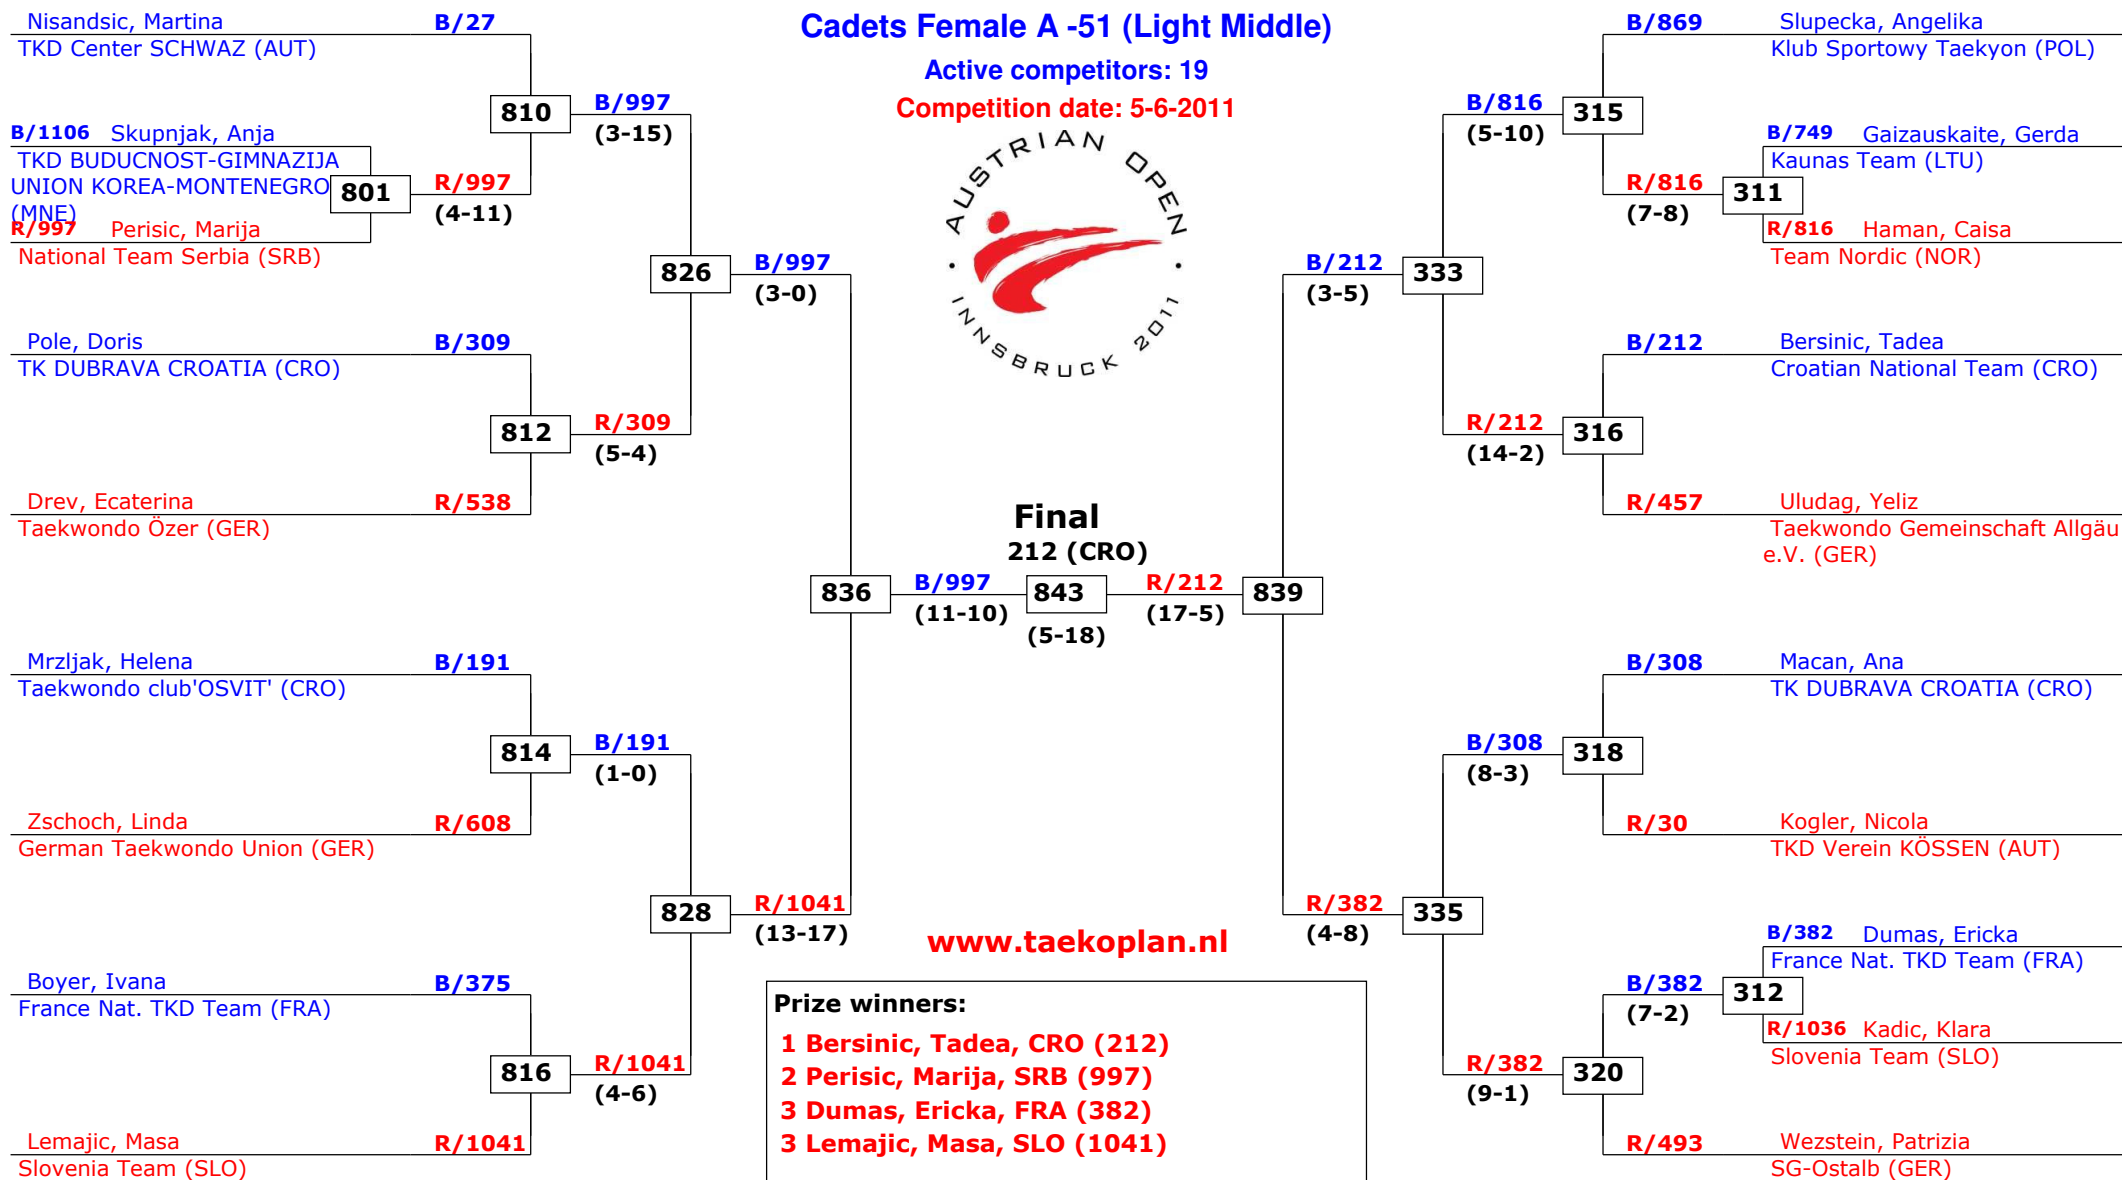 Cadets Female A -51 (Light Middle)
Active competitors: 19
Competition date: 5-6-2011
AUSTRIAN OPEN
· INNSBRUCK 2011 ·
Nisandsic, Martina B/27
TKD Center SCHWAZ (AUT)
810
B/997
(3-15)
B/1106 Skupnjak, Anja
TKD BUDUCNOST-GIMNAZIJA
UNION KOREA-MONTENEGRO
(MNE)
801
R/997
(4-11)
R/997 Perisic, Marija
National Team Serbia (SRB)
826
B/997
(3-0)
Pole, Doris B/309
TK DUBRAVA CROATIA (CRO)
812
R/309
(5-4)
Drev, Ecaterina R/538
Taekwondo Özer (GER)
836
B/997
(11-10)
Mrzljak, Helena B/191
Taekwondo club'OSVIT' (CRO)
814
B/191
(1-0)
Zschoch, Linda R/608
German Taekwondo Union (GER)
828
R/1041
(13-17)
Boyer, Ivana B/375
France Nat. TKD Team (FRA)
816
R/1041
(4-6)
Lemajic, Masa R/1041
Slovenia Team (SLO)
Final
212 (CRO)
843
(5-18)
R/212
(17-5)
839
B/869 Slupecka, Angelika
Klub Sportowy Taekyon (POL)
B/816
(5-10)
315
B/749 Gaizauskaite, Gerda
Kaunas Team (LTU)
R/816
(7-8)
311
R/816 Haman, Caisa
Team Nordic (NOR)
B/212
(3-5)
333
B/212 Bersinic, Tadea
Croatian National Team (CRO)
R/212
(14-2)
316
R/457 Uludag, Yeliz
Taekwondo Gemeinschaft Allgäu
e.V. (GER)
B/308 Macan, Ana
TK DUBRAVA CROATIA (CRO)
B/308
(8-3)
318
R/30 Kogler, Nicola
TKD Verein KÖSSEN (AUT)
R/382
(4-8)
335
B/382 Dumas, Ericka
France Nat. TKD Team (FRA)
B/382
(7-2)
312
R/1036 Kadic, Klara
Slovenia Team (SLO)
R/382
(9-1)
320
R/493 Wezstein, Patrizia
SG-Ostalb (GER)
www.taekoplan.nl
Prize winners:
1 Bersinic, Tadea, CRO (212)
2 Perisic, Marija, SRB (997)
3 Dumas, Ericka, FRA (382)
3 Lemajic, Masa, SLO (1041)